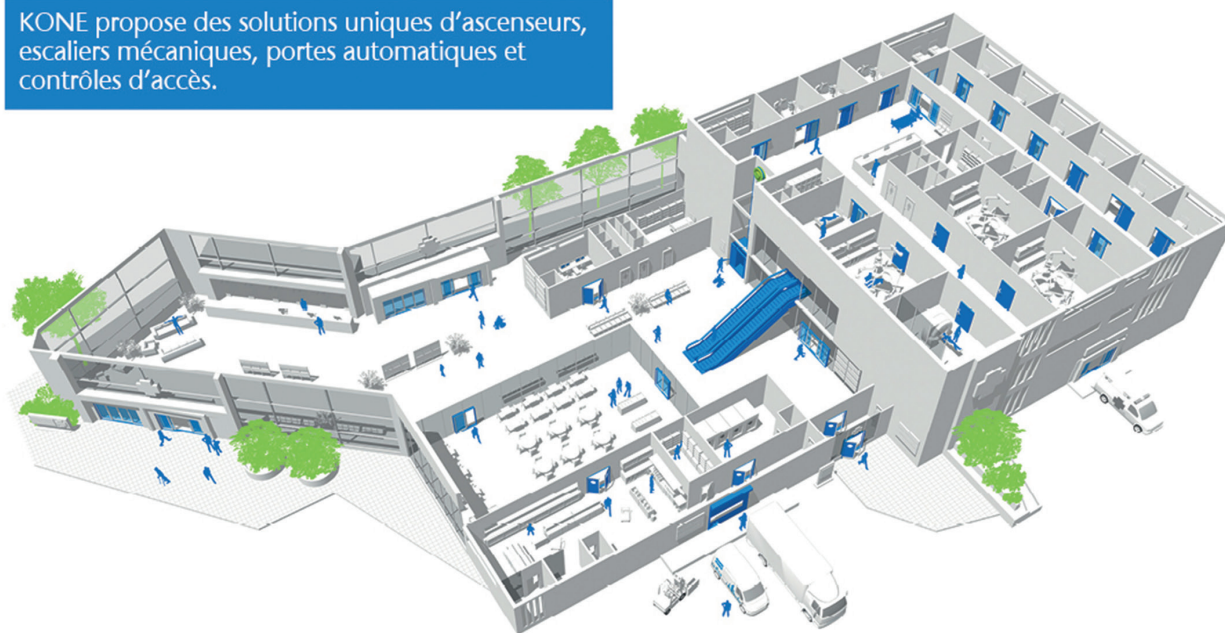 KONE propose des solutions uniques d’ascenseurs,
escaliers mécaniques, portes automatiques et
contrôles d’accès.